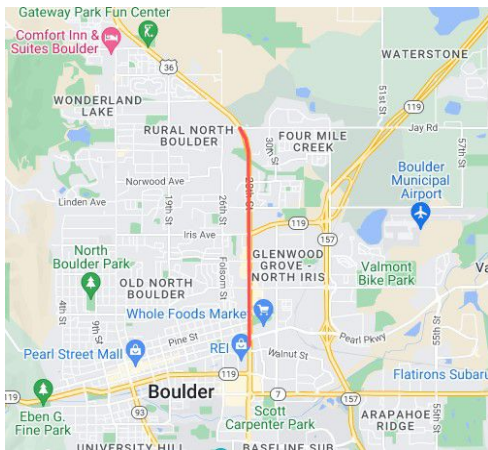 Gateway Park Fun Center
Comfort Inn &
Suites Boulder
36
WATERSTONE
119
51st St
WONDERLAND
LAKE
RURAL NORTH
BOULDER
FOUR MILE
CREEK
Jay Rd
30th St
57th St
Norwood Ave
28th St
26th St
19th St
Boulder
Municipal
Airport
Linden Ave
119
Iris Ave
157
North
Boulder Park
GLENWOOD
GROVE
NORTH IRIS
Folsom St
Valmont
Bike Park
Va
OLD NORTH
BOULDER
4th St
9th St
Whole Foods Marke
Pearl Pkwy
55th St
Pine St
REI
Walnut St
Pearl Street Mall
119
Flatirons Subaru
119
Boulder
7
157
Eben G.
Fine Park
93
Scott
Carpenter Park
ARAPAHOE
RIDGE
55th St
UNIVERSITY HILL
BASELINE SUB